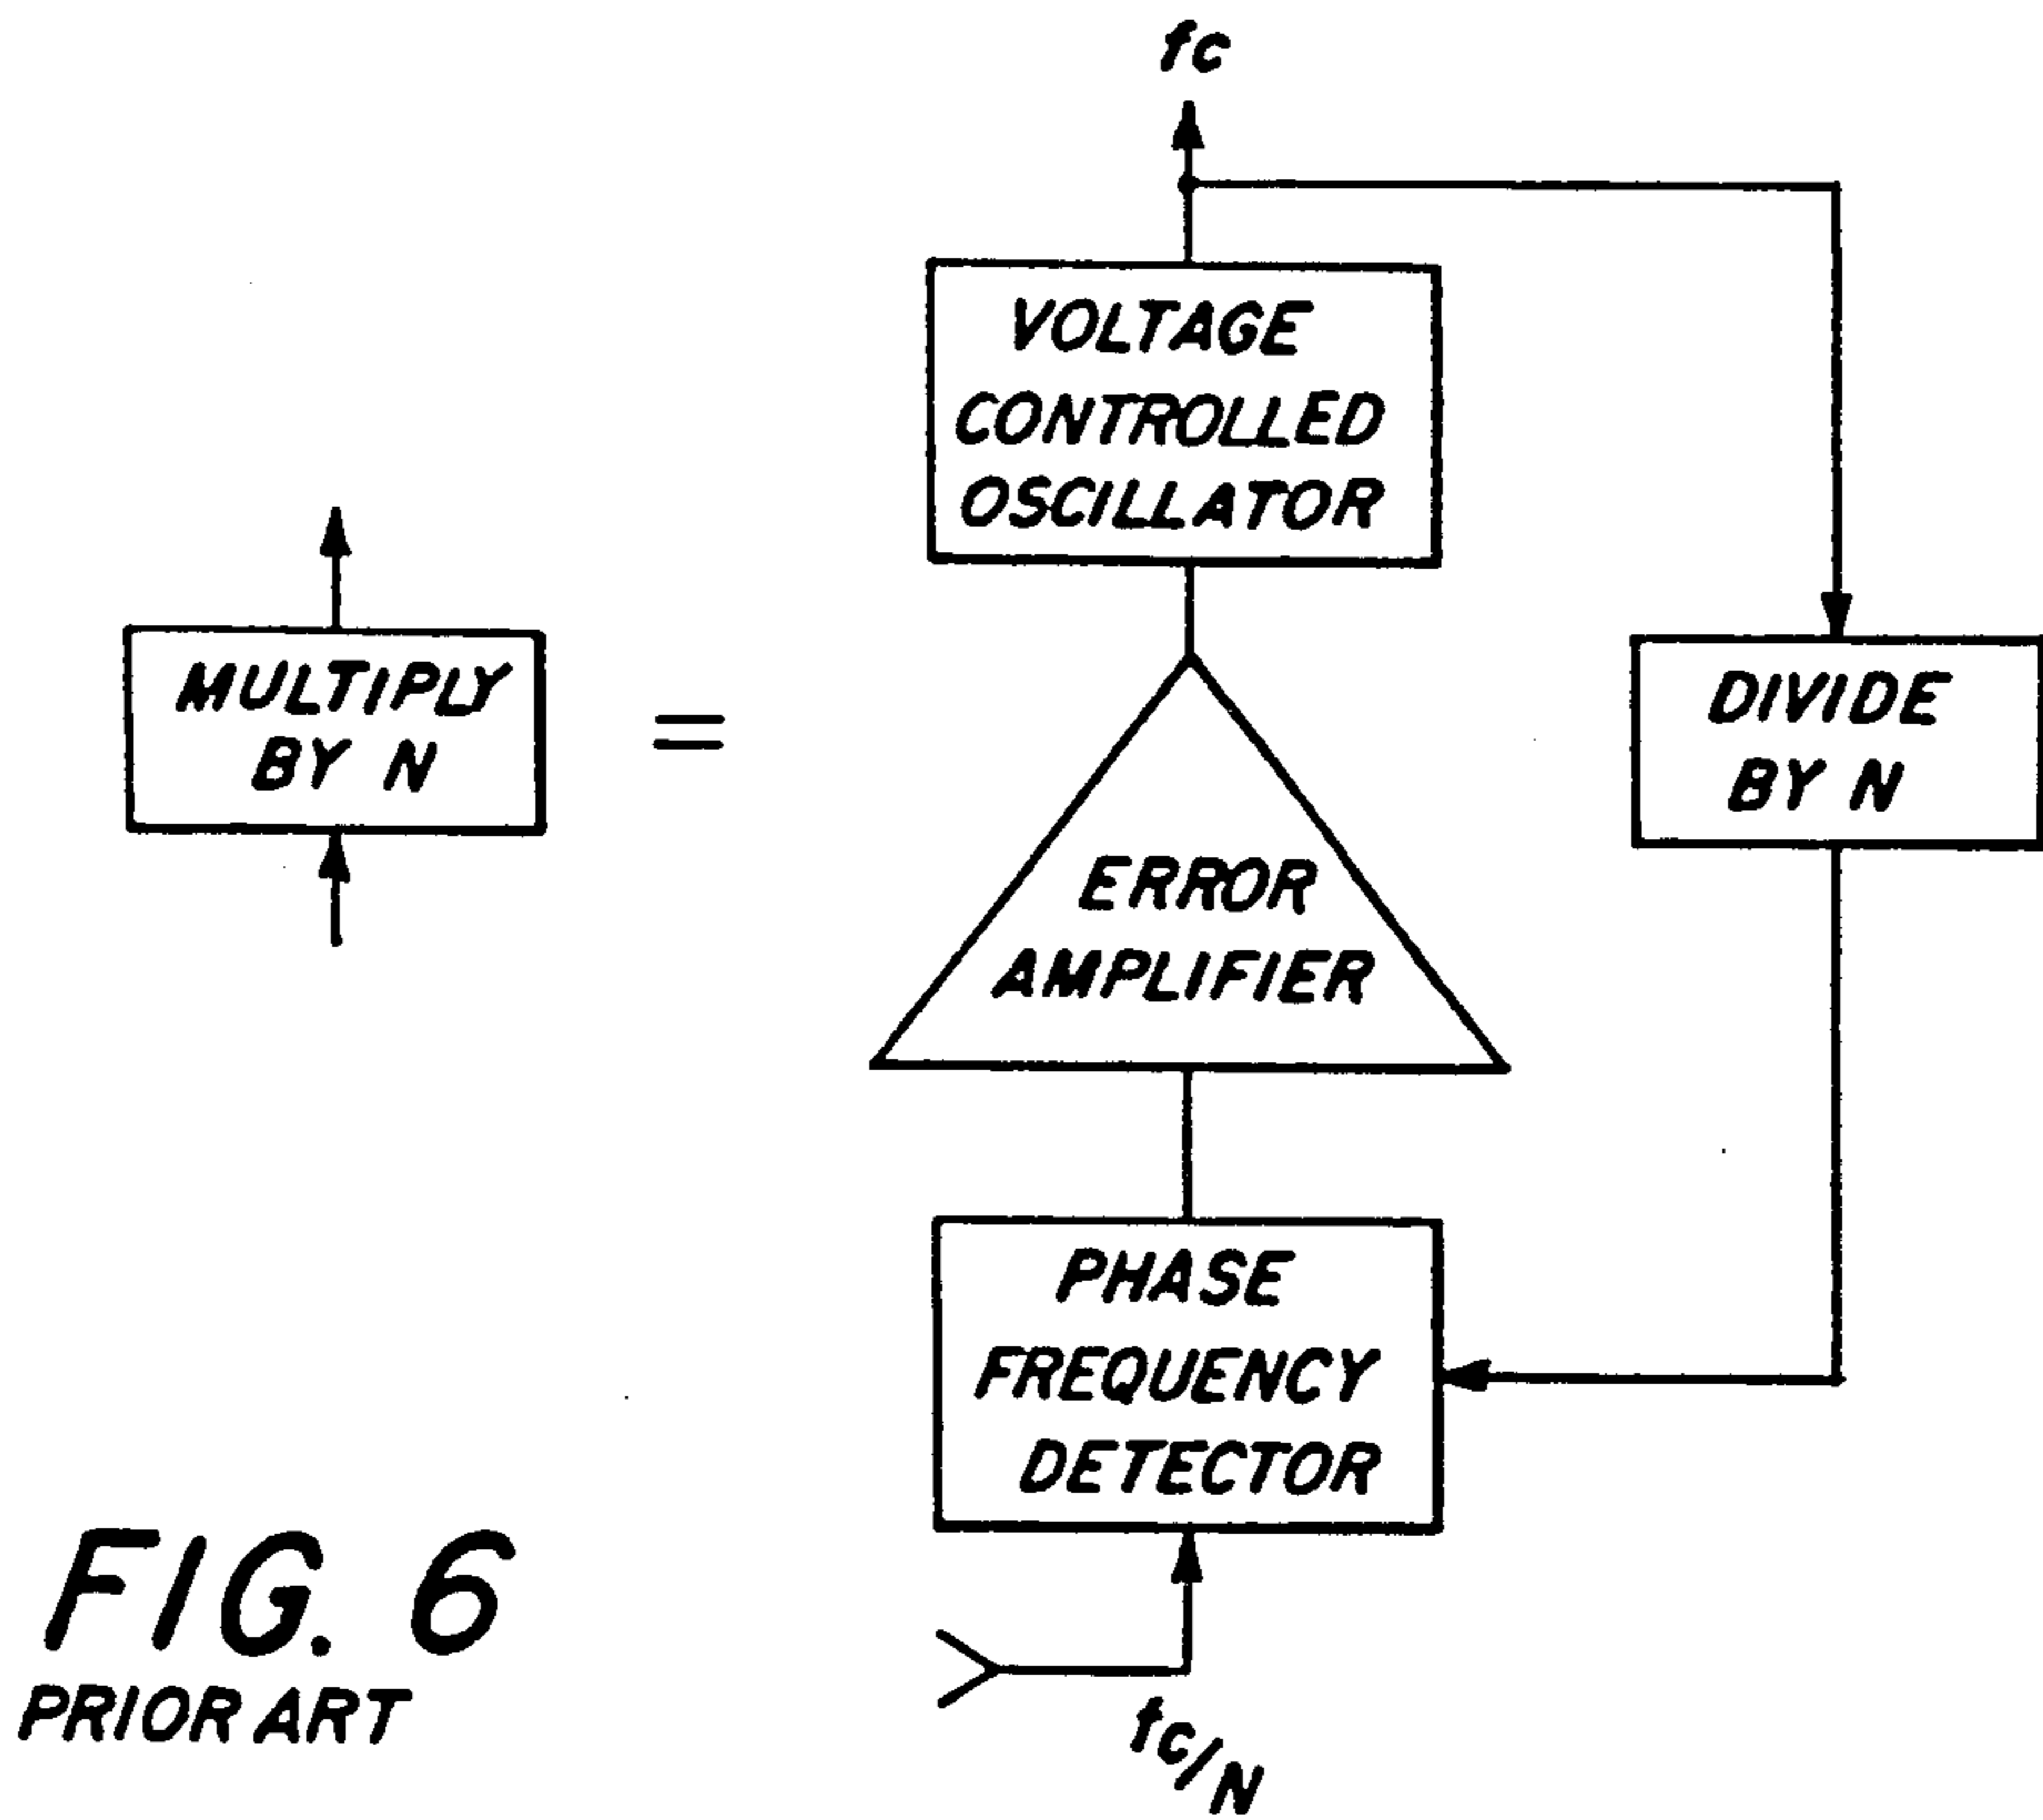 fc
VOLTAGE
CONTROLLED
OSCILLATOR
MULTIPLY
BY N
=
DIVIDE
BY N
ERROR
AMPLIFIER
PHASE
FREQUENCY
DETECTOR
fc/N
FIG. 6
PRIOR ART